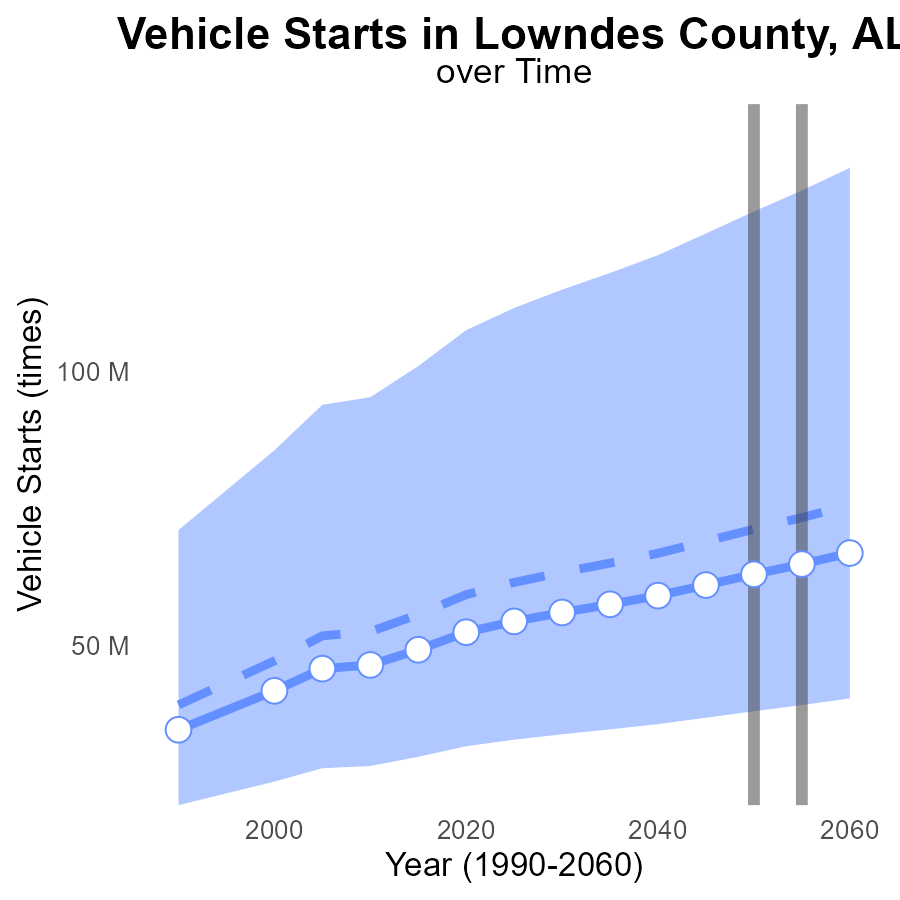 Vehicle Starts in Lowndes County, AL
over Time
Vehicle Starts (times)
100 M
50 M
2000
2020
2040
2060
Year (1990-2060)